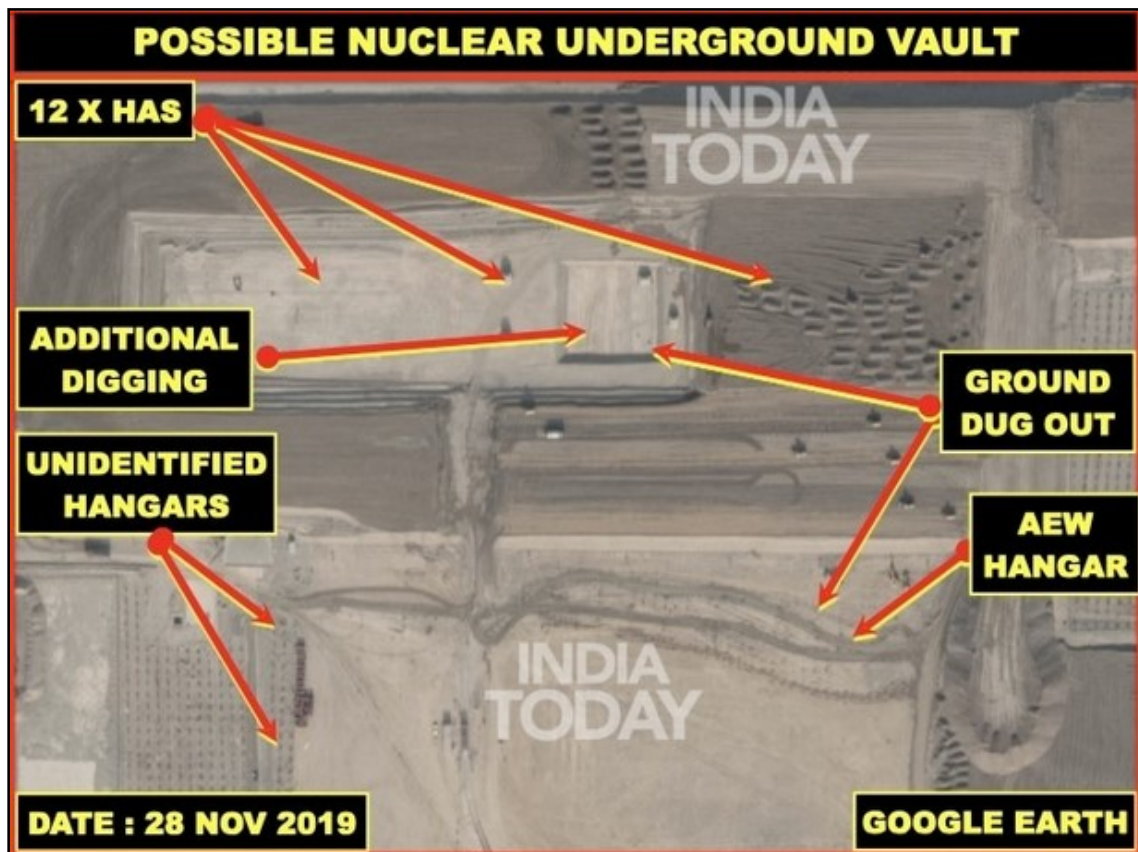 POSSIBLE NUCLEAR UNDERGROUND VAULT
12 X HAS
INDIA
TODAY
ADDITIONAL
DIGGING
GROUND
DUG OUT
UNIDENTIFIED
HANGARS
AEW
HANGAR
INDIA
TODAY
DATE : 28 NOV 2019
GOOGLE EARTH